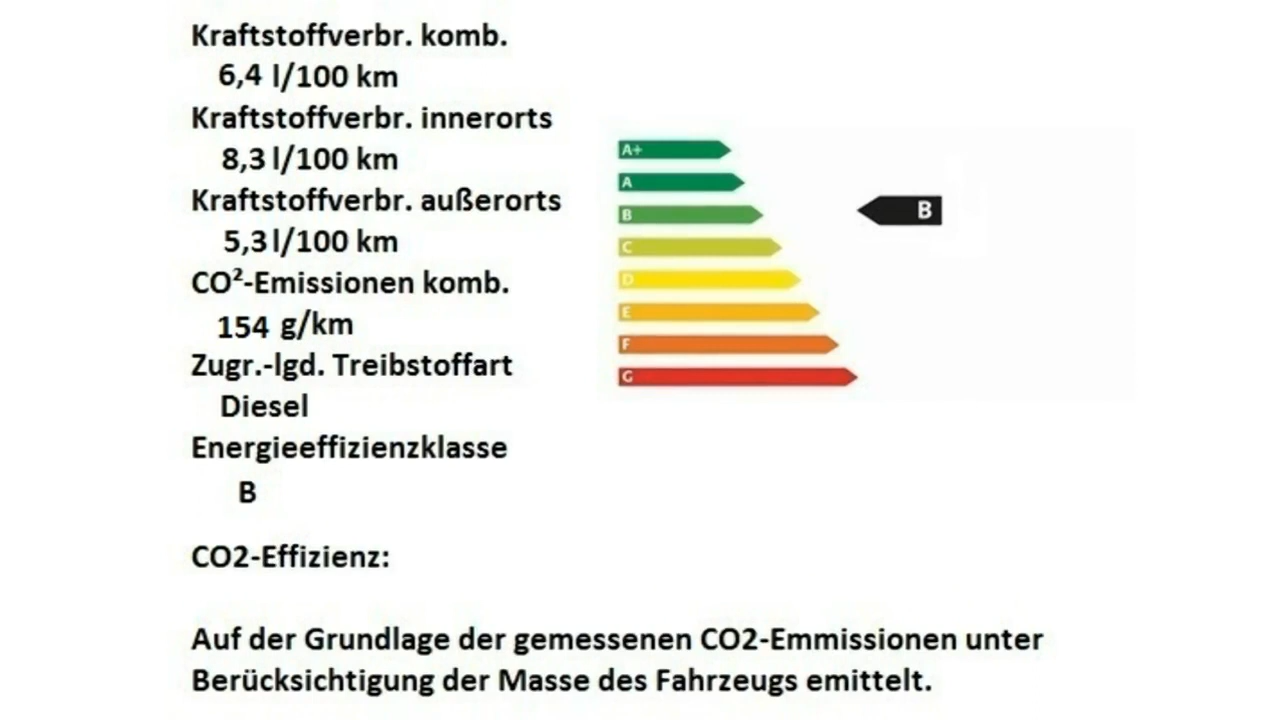 Kraftstoffverbr. komb.
6,4 l/100 km
Kraftstoffverbr. innerorts
8,3 l/100 km
Kraftstoffverbr. außerorts
5,3 l/100 km
CO²-Emissionen komb.
154 g/km
Zugr.-lgd. Treibstoffart
Diesel
Energieeffizienzklasse
B
A+
A
B
B
C
D
E
F
G
CO2-Effizienz:
Auf der Grundlage der gemessenen CO2-Emmissionen unter
Berücksichtigung der Masse des Fahrzeugs emittelt.